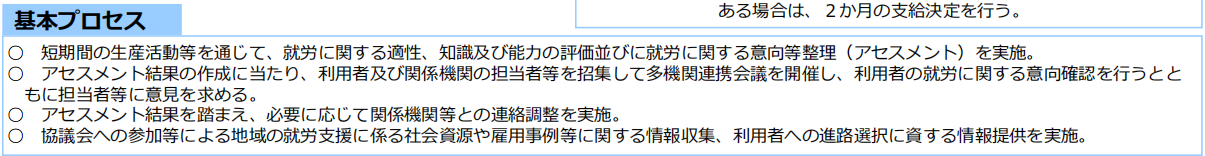 ある場合は、２か月の支給決定を行う。
基本プロセス
○　短期間の生産活動等を通じて、就労に関する適性、知識及び能力の評価並びに就労に関する意向等整理（アセスメント）を実施。
○　アセスメント結果の作成に当たり、利用者及び関係機関の担当者等を招集して多機関連携会議を開催し、利用者の就労に関する意向確認を行うとと
もに担当者等に意見を求める。
○　アセスメント結果を踏まえ、必要に応じて関係機関等との連絡調整を実施。
○　協議会への参加等による地域の就労支援に係る社会資源や雇用事例等に関する情報収集、利用者への進路選択に資する情報提供を実施。